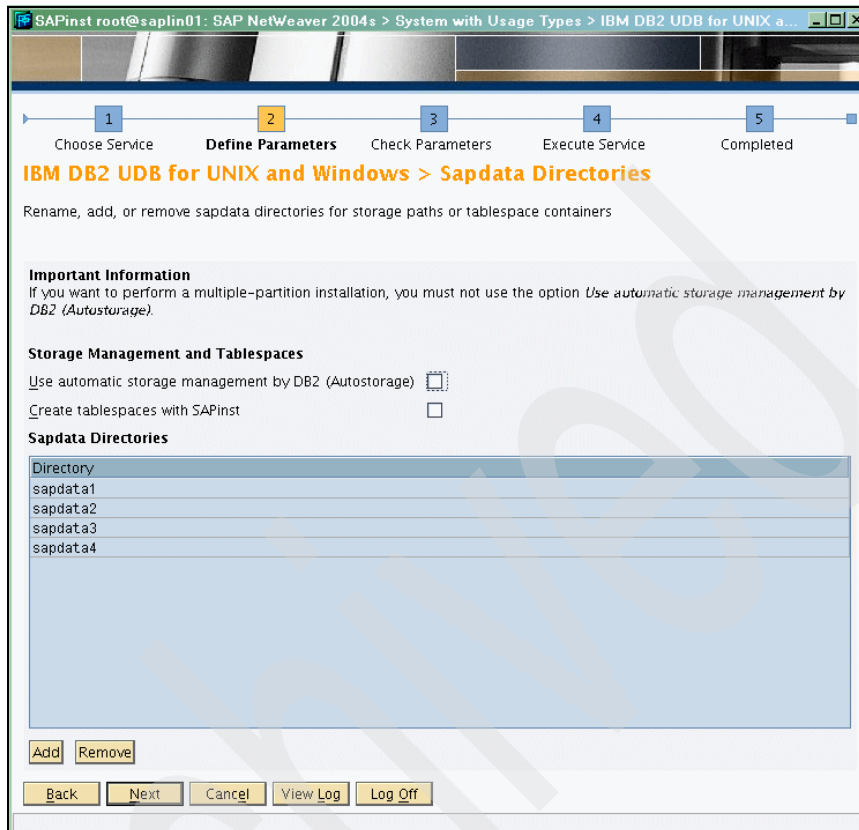 SAPinst root@saplin01: SAP NetWeaver 2004s > System with Usage Types > IBM DB2 UDB for UNIX a...
1 2 3 4 5
Choose Service Define Parameters Check Parameters Execute Service Completed
IBM DB2 UDB for UNIX and Windows > Sapdata Directories
Rename, add, or remove sapdata directories for storage paths or tablespace containers
Important Information
If you want to perform a multiple-partition installation, you must not use the option Use automatic storage management by
DB2 (Autostorage).
Storage Management and Tablespaces
Use automatic storage management by DB2 (Autostorage)
Create tablespaces with SAPinst
Sapdata Directories
Directory
sapdata1
sapdata2
sapdata3
sapdata4
Add Remove
Back Next Cancel View Log Log Off